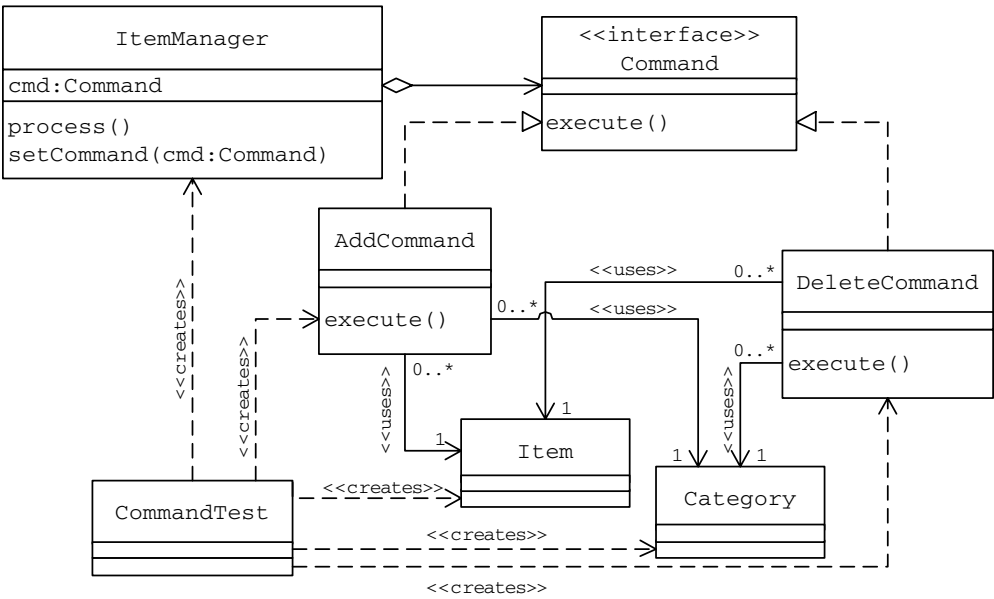 ItemManager
cmd:Command
process()
setCommand(cmd:Command)
<<interface>>
Command
execute()
AddCommand
execute()
DeleteCommand
execute()
<<uses>>
0..*
0..*
<<uses>>
0..*
0..*
<<uses>>
<<uses>>
1
1
1
1
Item
Category
<<creates>>
<<creates>>
<<creates>>
CommandTest
<<creates>>
<<creates>>